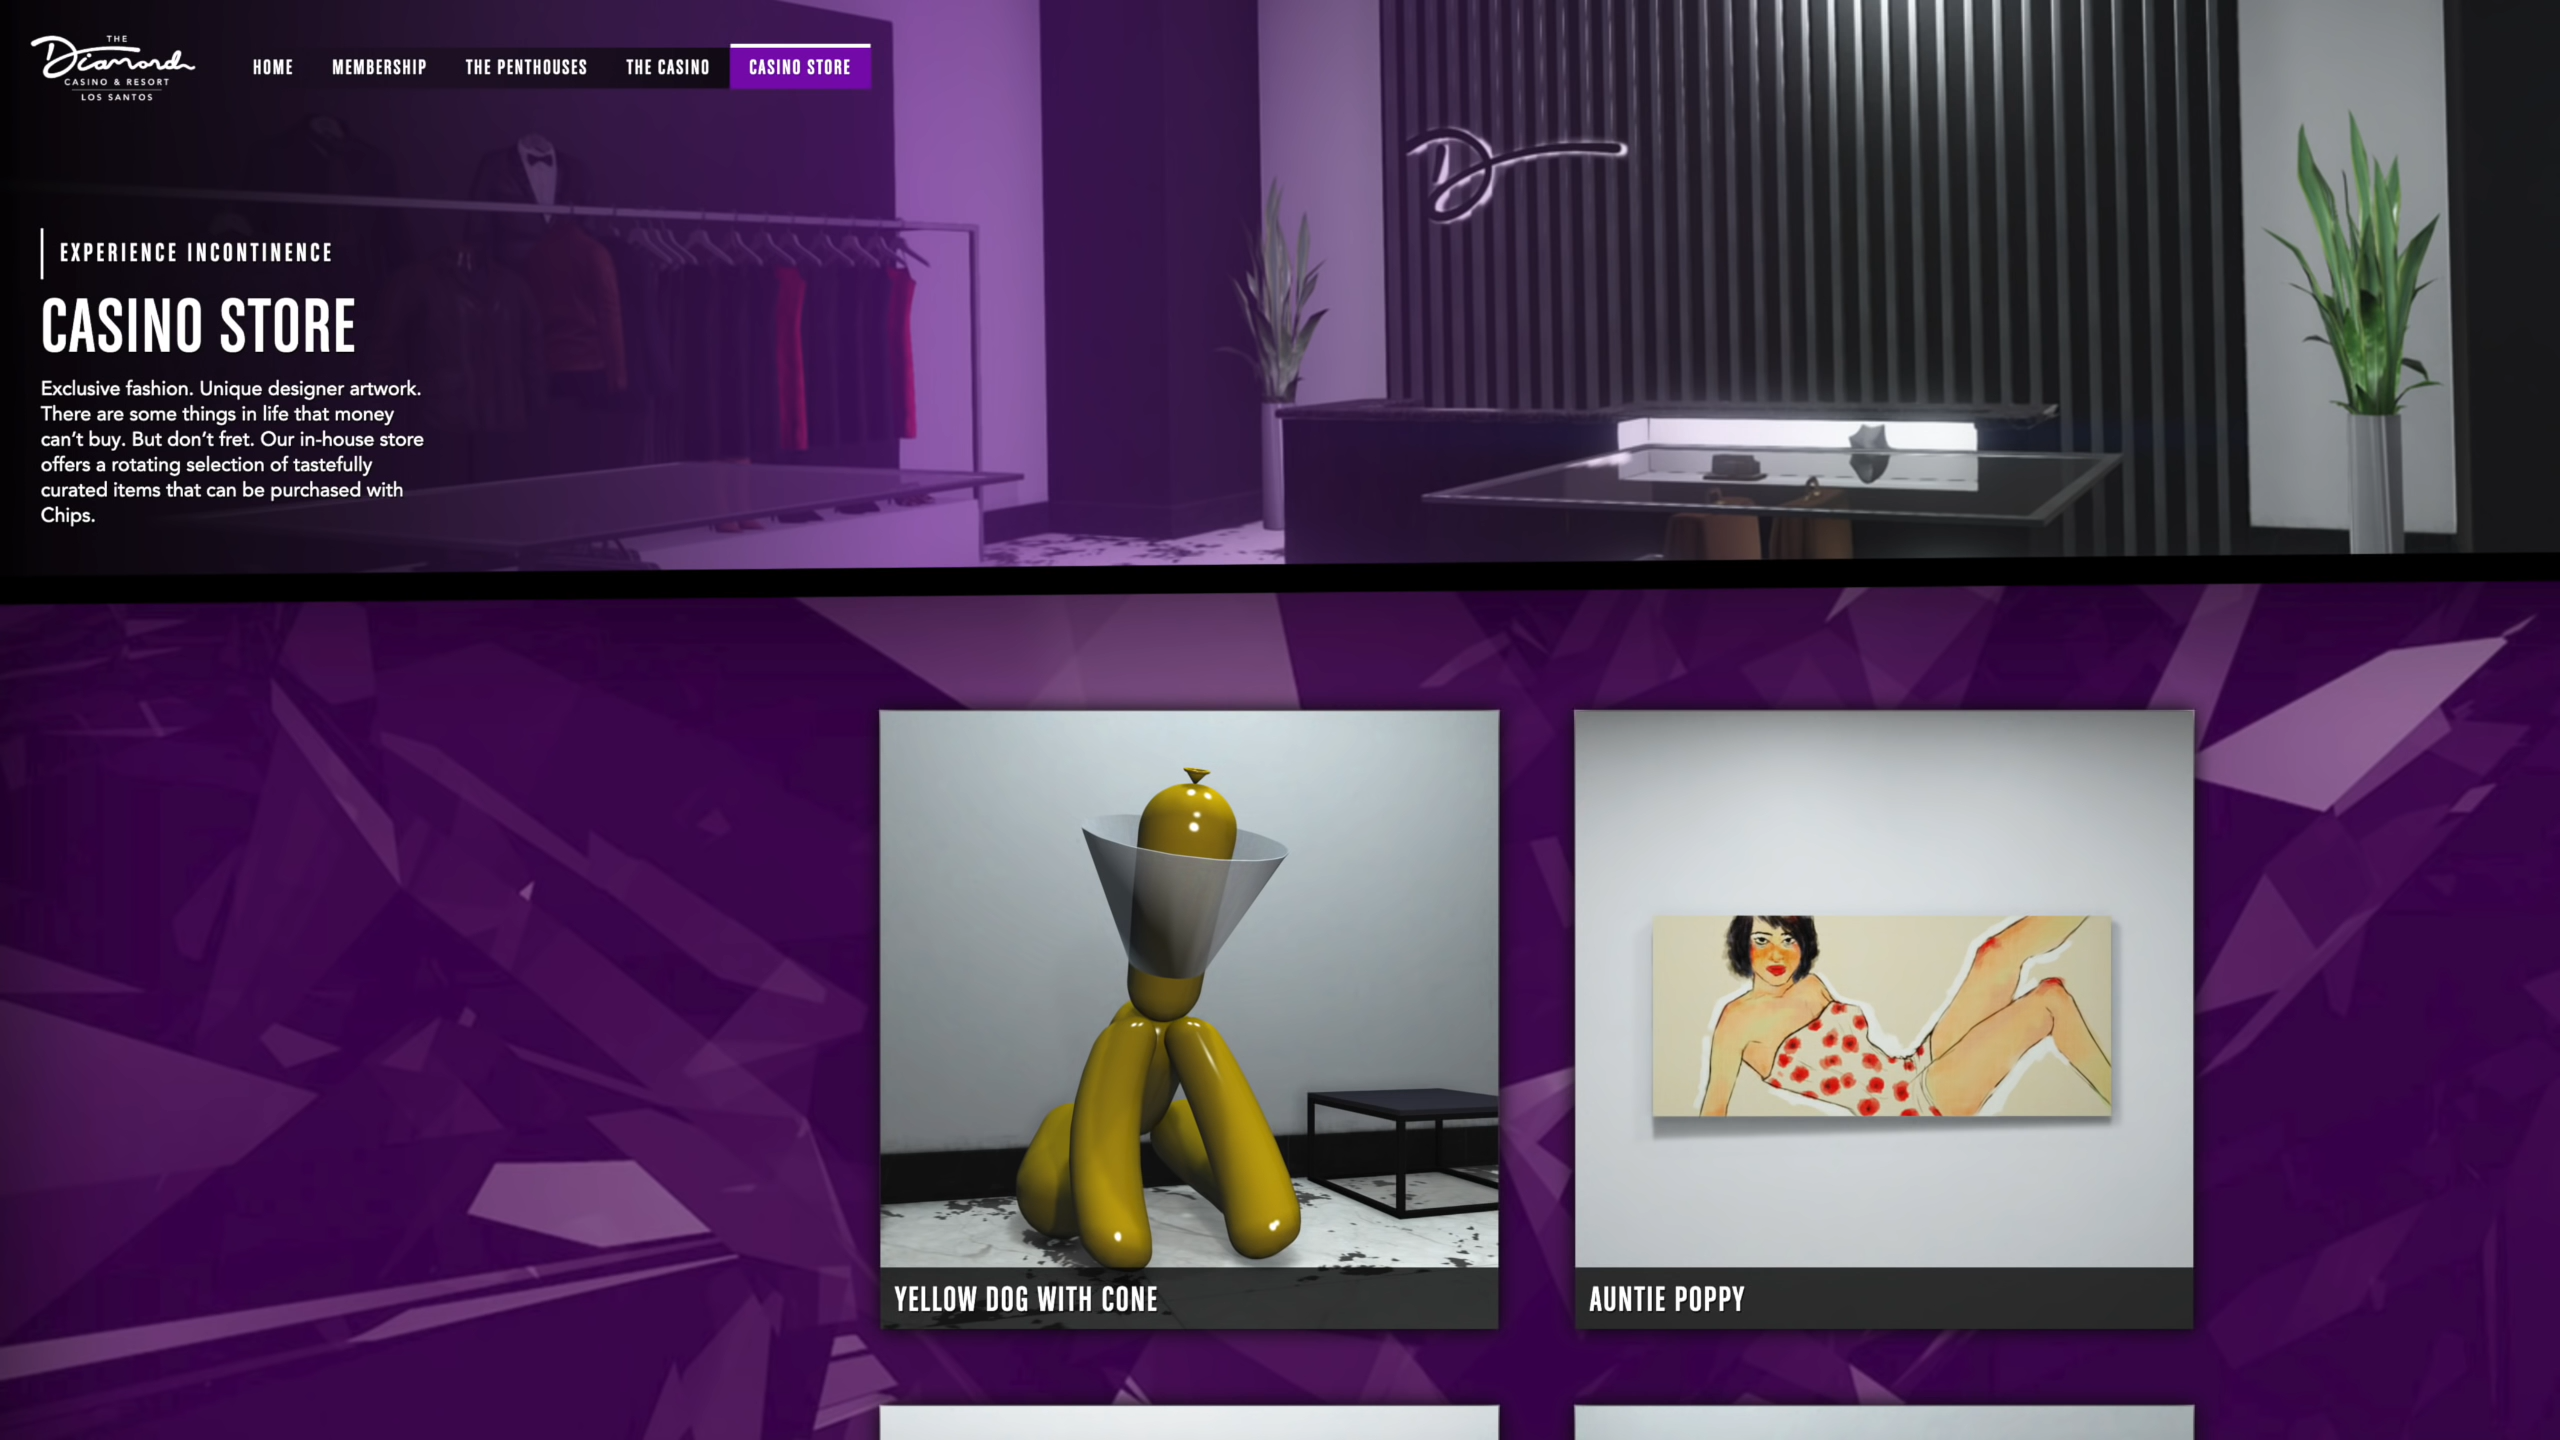 THE
Diamond
CASINO & RESORT
LOS SANTOS
HOME
MEMBERSHIP
THE PENTHOUSES
THE CASINO
CASINO STORE
EXPERIENCE INCONTINENCE
CASINO STORE
Exclusive fashion. Unique designer artwork.
There are some things in life that money
can’t buy. But don’t fret. Our in-house store
offers a rotating selection of tastefully
curated items that can be purchased with
Chips.
D
YELLOW DOG WITH CONE
AUNTIE POPPY